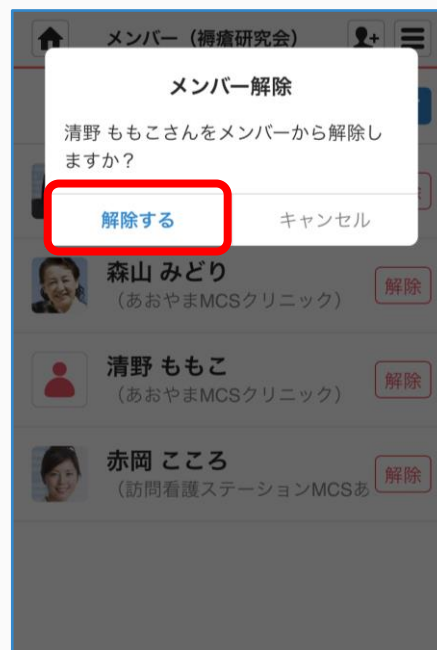 メンバー（褥瘡研究会）
メンバー解除
清野 ももこさんをメンバーから解除し
ますか？
解除する
キャンセル
森山 みどり
（あおやまMCSクリニック）
解除
清野 ももこ
（あおやまMCSクリニック）
解除
赤岡 こころ
（訪問看護ステーションMCSあ
解除